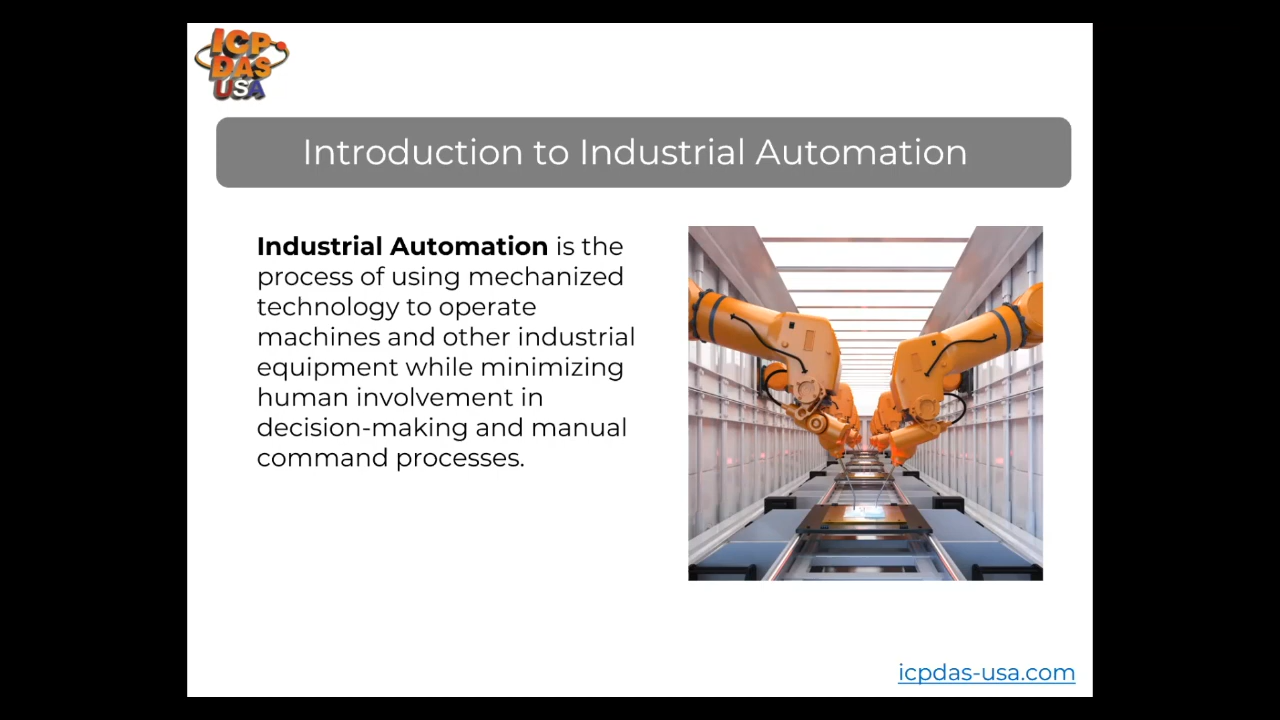 ICP
DAS
USA
Introduction to Industrial Automation
Industrial Automation is the
process of using mechanized
technology to operate
machines and other industrial
equipment while minimizing
human involvement in
decision-making and manual
command processes.
icpdas-usa.com